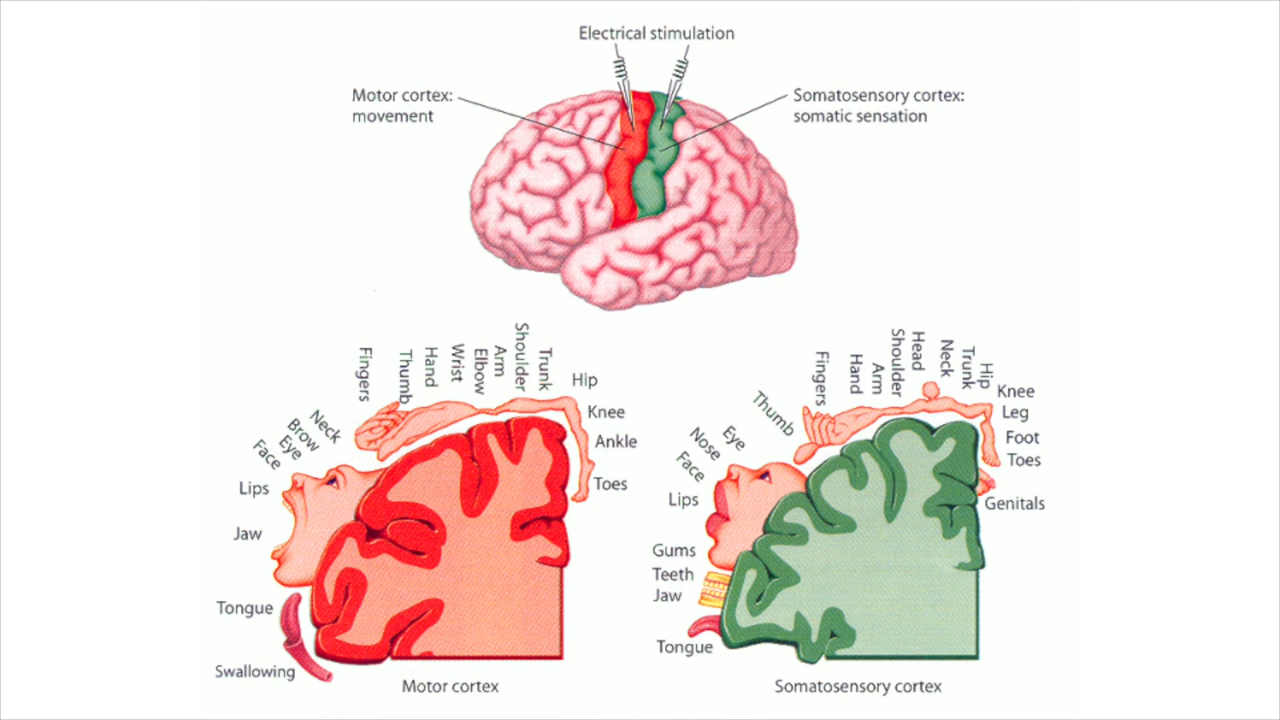 Electrical stimulation
Motor cortex:
movement
Somatosensory cortex:
somatic sensation
Fingers
Thumb
Hand
Wrist
Elbow
Arm
Shoulder
Trunk
Hip
Knee
Ankle
Toes
Neck
Brow
Eye
Face
Lips
Jaw
Tongue
Swallowing
Motor cortex
Fingers
Hand
Arm
Shoulder
Head
Neck
Trunk
Hip
Knee
Leg
Foot
Toes
Genitals
Thumb
Eye
Nose
Face
Lips
Gums
Teeth
Jaw
Tongue
Somatosensory cortex